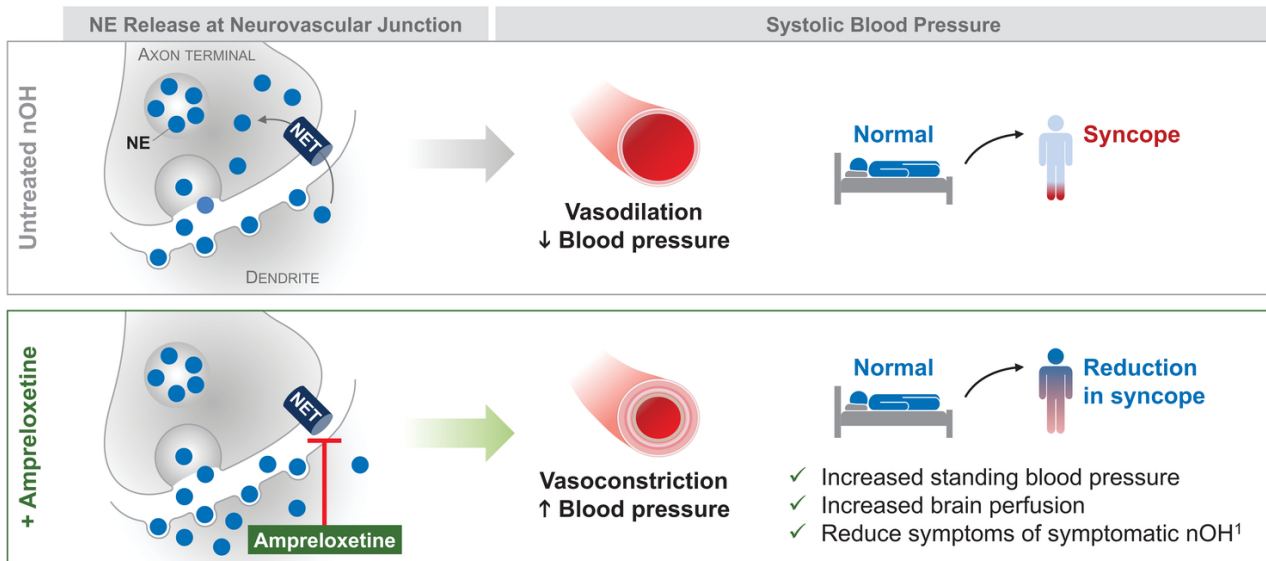 NE Release at Neurovascular Junction
Systolic Blood Pressure
Untreated nOH
AXON TERMINAL
NE
NET
DENDRITE
Vasodilation
↓ Blood pressure
Normal
Syncope
+ Ampreloxetine
NET
Ampreloxetine
Vasoconstriction
↑ Blood pressure
Normal
Reduction
in syncope
✓ Increased standing blood pressure
✓ Increased brain perfusion
✓ Reduce symptoms of symptomatic nOH¹